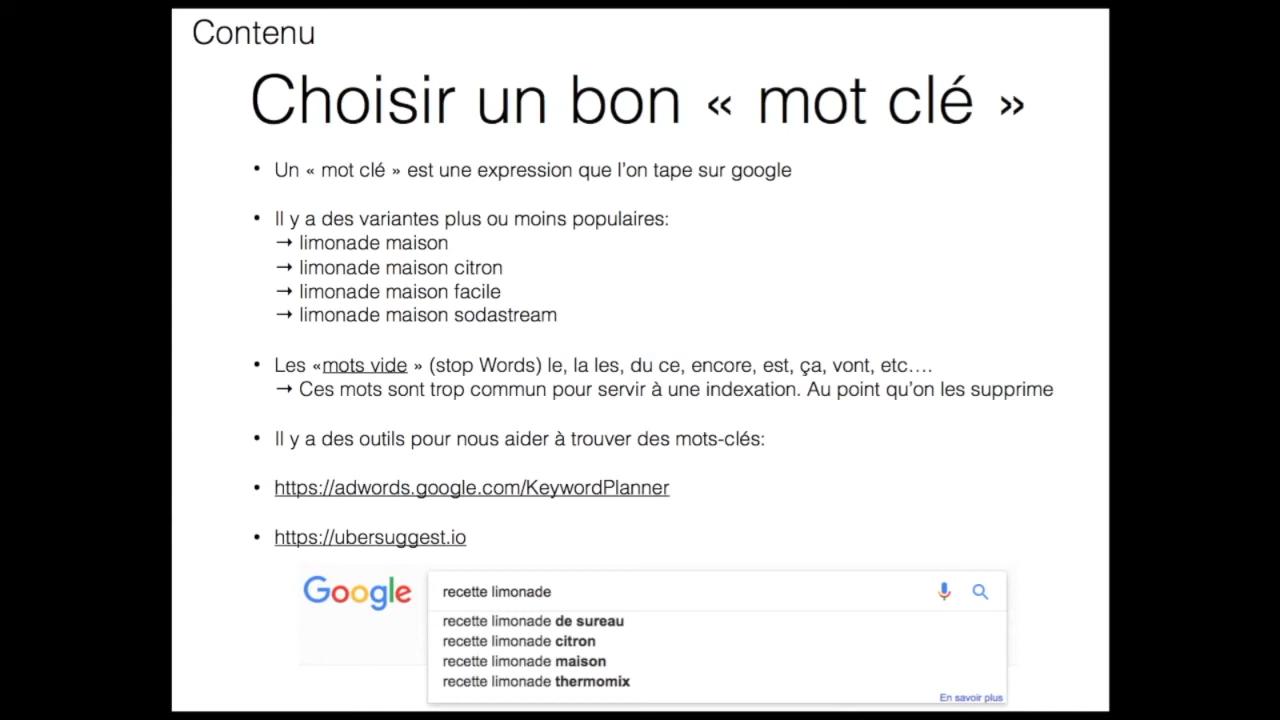 Contenu
Choisir un bon « mot clé »
• Un « mot clé » est une expression que l'on tape sur google
• Il y a des variantes plus ou moins populaires:
→ limonade maison
→ limonade maison citron
→ limonade maison facile
→ limonade maison sodastream
• Les «mots vide » (stop Words) le, la les, du ce, encore, est, ça, vont, etc….
→ Ces mots sont trop commun pour servir à une indexation. Au point qu'on les supprime
• Il y a des outils pour nous aider à trouver des mots-clés:
• https://adwords.google.com/KeywordPlanner
• https://ubersuggest.io
Google recette limonade
recette limonade de sureau
recette limonade citron
recette limonade maison
recette limonade thermomix
En savoir plus